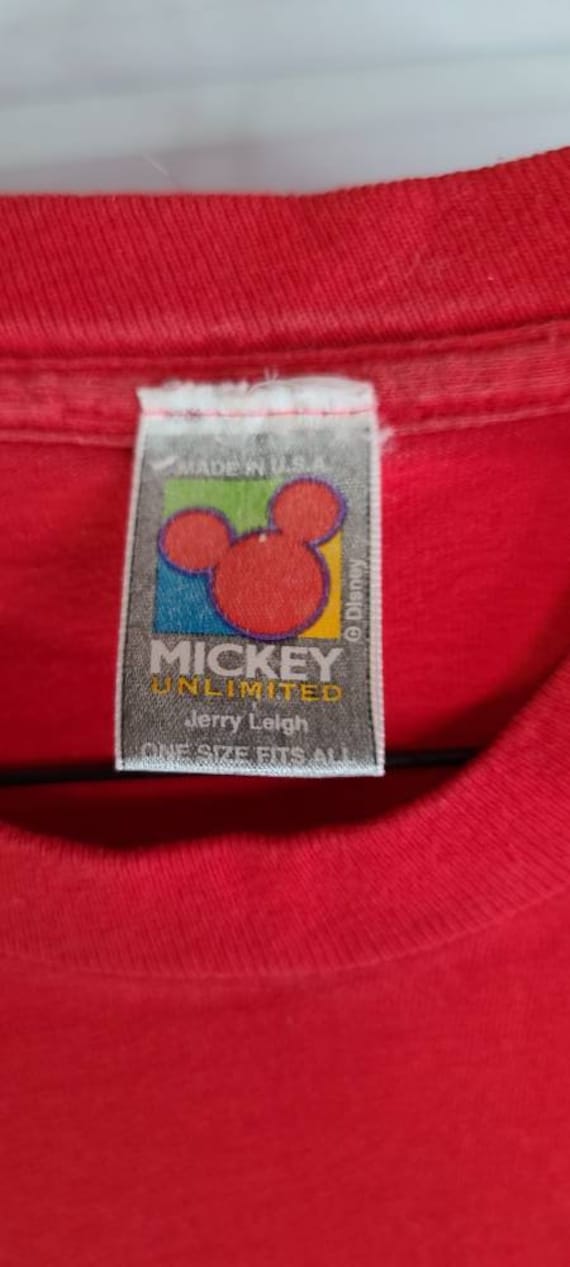 MADE IN U.S.A.
© Disney
MICKEY
UNLIMITED
Jerry Leigh
ONE SIZE FITS ALL